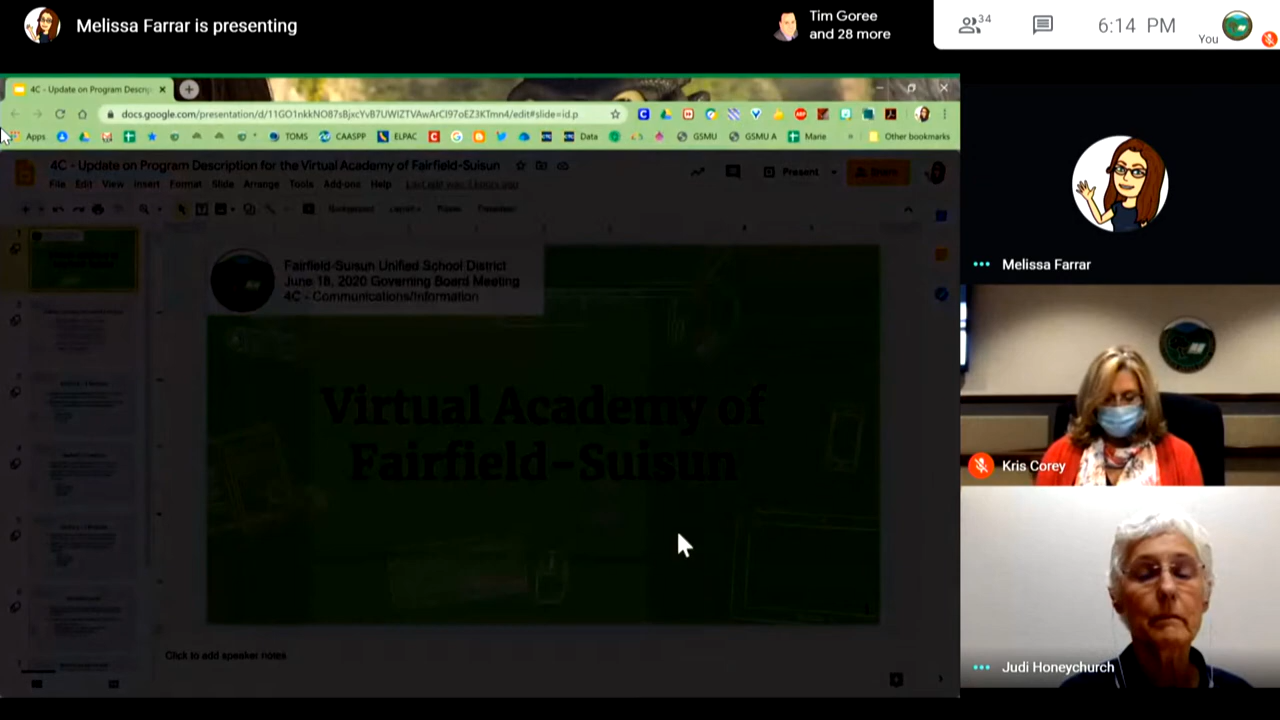 Melissa Farrar is presenting
Tim Goree
and 28 more
34
6:14 PM
You
4C - Update on Program Descrip
docs.google.com/presentation/d/11GO1nkkNO87sBjxcYvB7UWIZTVAwArCl97oEZ3KTmn4/edit#slide=id.p
Apps
TOMS
CAASPP
ELPAC
Data
GSMU
GSMU A
Marie
Other bookmarks
4C - Update on Program Description for the Virtual Academy of Fairfield-Suisun
File Edit View Insert Format Slide Arrange Tools Add-ons Help
Present
Share
Background
Fairfield-Suisun Unified School District
June 18, 2020 Governing Board Meeting
4C - Communications/Information
Virtual Academy of
Fairfield-Suisun
Click to add speaker notes
Melissa Farrar
Kris Corey
Judi Honeychurch